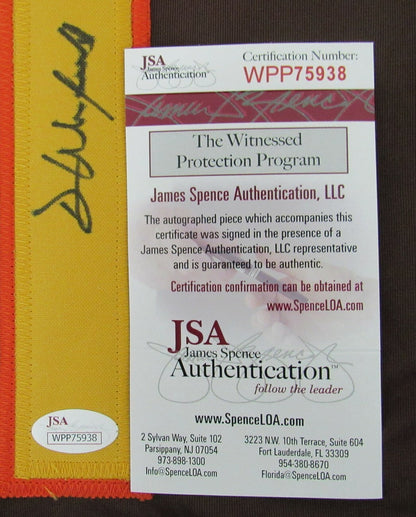 JSA
James Spence
Authentication
Certification Number:
WPP75938
James Spence
The Witnessed
Protection Program
James Spence Authentication, LLC
The autographed piece which accompanies this
certificate was signed in the presence of a
James Spence Authentication, LLC representative
and is guaranteed to be authentic.
Certification confirmation can be obtained at
www.SpenceLOA.com.
JSA
James Spence
Authentication™
follow the leader
www.SpenceLOA.com
2 Sylvan Way, Suite 102
Parsippany, NJ 07054
973-898-1300
Info@SpenceLOA.com
3223 N.W. 10th Terrace, Suite 604
Fort Lauderdale, FL 33309
954-380-8670
Florida@SpenceLOA.com
JSA
WPP75938